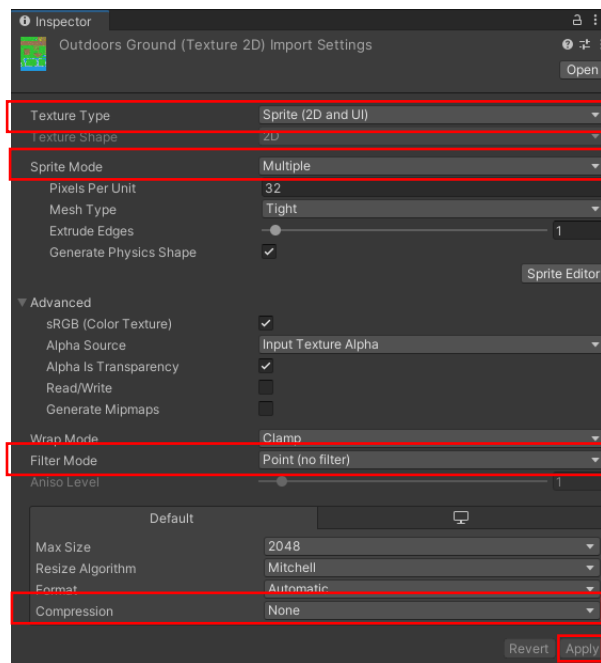 Inspector
Outdoors Ground (Texture 2D) Import Settings
Open
Texture Type Sprite (2D and UI)
Texture Shape 2D
Sprite Mode Multiple
Pixels Per Unit 32
Mesh Type Tight
Extrude Edges 1
Generate Physics Shape
Sprite Editor
Advanced
sRGB (Color Texture)
Alpha Source Input Texture Alpha
Alpha Is Transparency
Read/Write
Generate Mipmaps
Wrap Mode Clamp
Filter Mode Point (no filter)
Aniso Level 1
Default
Max Size 2048
Resize Algorithm Mitchell
Format Automatic
Compression None
Revert Apply